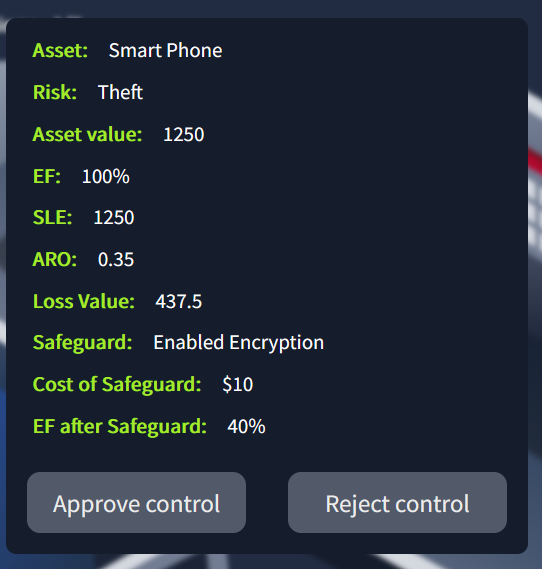 Asset: Smart Phone
Risk: Theft
Asset value: 1250
EF: 100%
SLE: 1250
ARO: 0.35
Loss Value: 437.5
Safeguard: Enabled Encryption
Cost of Safeguard: $10
EF after Safeguard: 40%
Approve control Reject control